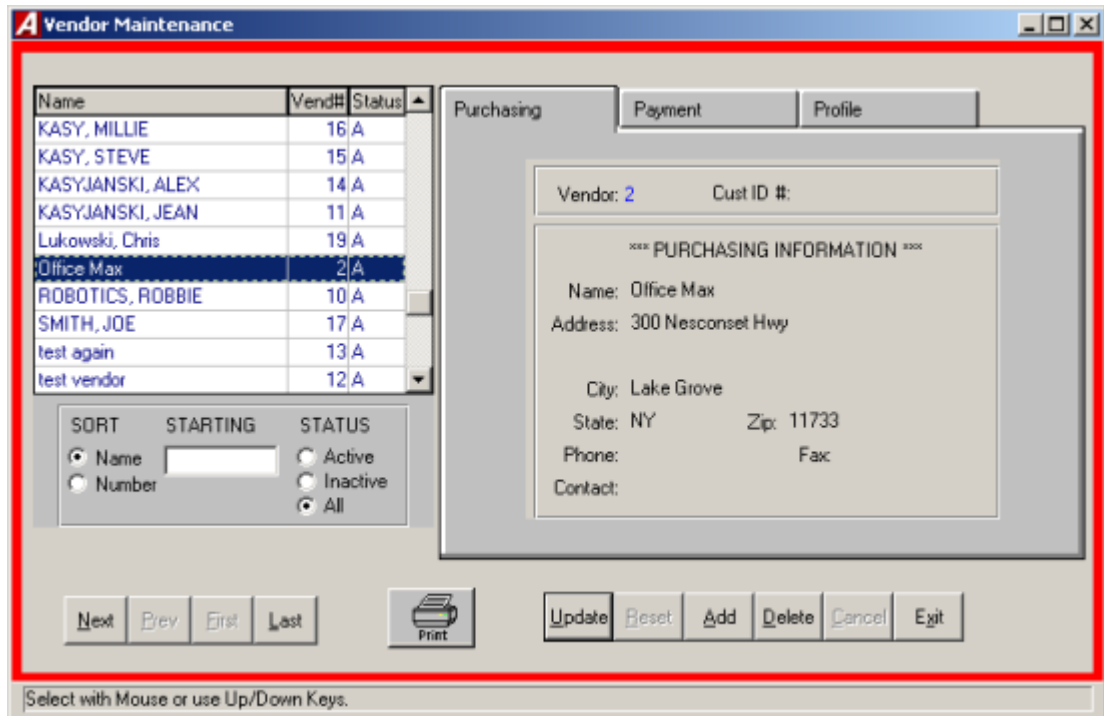 Vendor Maintenance
Name Vend# Status
KASY, MILLIE 16 A
KASY, STEVE 15 A
KASYJANSKI, ALEX 14 A
KASYJANSKI, JEAN 11 A
Lukowski, Chris 19 A
Office Max 2 A
ROBOTICS, ROBBIE 10 A
SMITH, JOE 17 A
test again 13 A
test vendor 12 A
SORT STARTING STATUS
Name Active
Number Inactive
All
Purchasing Payment Profile
Vendor: 2 Cust ID #:
*** PURCHASING INFORMATION ***
Name: Office Max
Address: 300 Nesconset Hwy
City: Lake Grove
State: NY Zip: 11733
Phone: Fax:
Contact:
Next Prev First Last Print Update Reset Add Delete Cancel Exit
Select with Mouse or use Up/Down Keys.